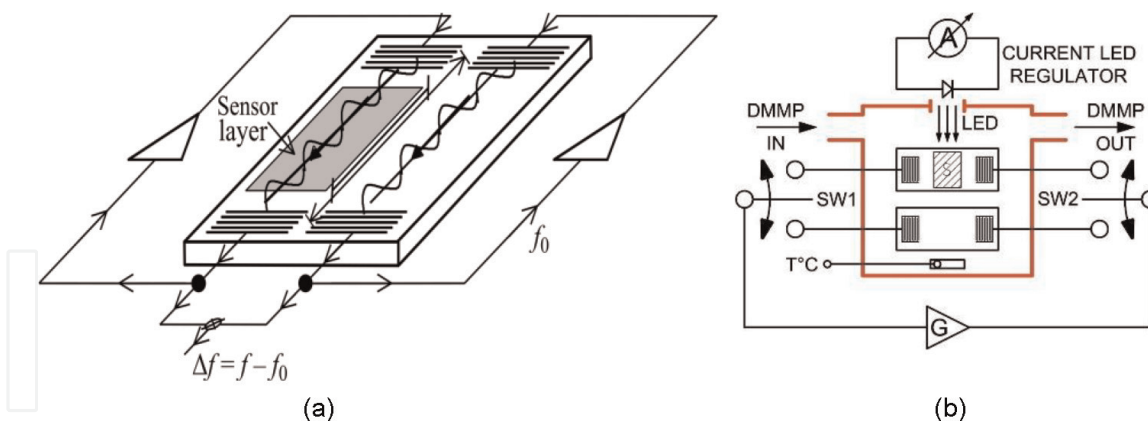 Sensor
layer
f₀
Δf = f – f₀
(a)
A
CURRENT LED
REGULATOR
DMMP
IN
LED
DMMP
OUT
S
SW1
SW2
T°C
G
(b)